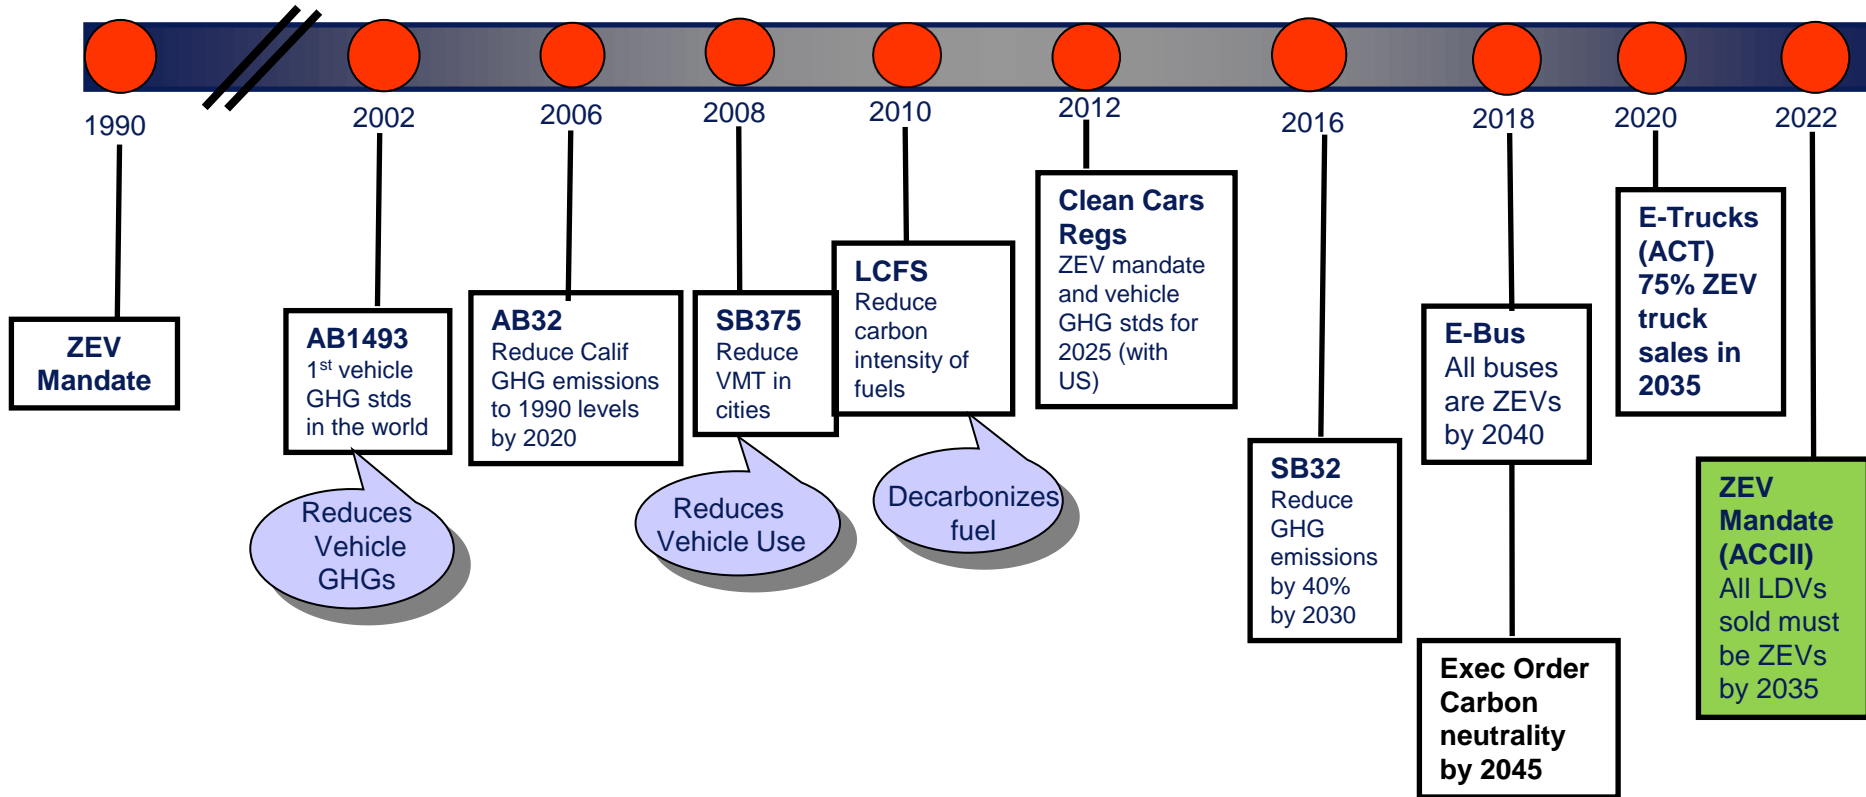 1990
2002
2006
2008
2010
2012
2016
2018
2020
2022
ZEV
Mandate
AB1493
1st vehicle
GHG stds
in the world
Reduces
Vehicle
GHGs
AB32
Reduce Calif
GHG emissions
to 1990 levels
by 2020
SB375
Reduce
VMT in
cities
Reduces
Vehicle Use
LCFS
Reduce
carbon
intensity of
fuels
Decarbonizes
fuel
Clean Cars
Regs
ZEV mandate
and vehicle
GHG stds for
2025 (with
US)
SB32
Reduce
GHG
emissions
by 40%
by 2030
E-Bus
All buses
are ZEVs
by 2040
Exec Order
Carbon
neutrality
by 2045
E-Trucks
(ACT)
75% ZEV
truck
sales in
2035
ZEV
Mandate
(ACCII)
All LDVs
sold must
be ZEVs
by 2035